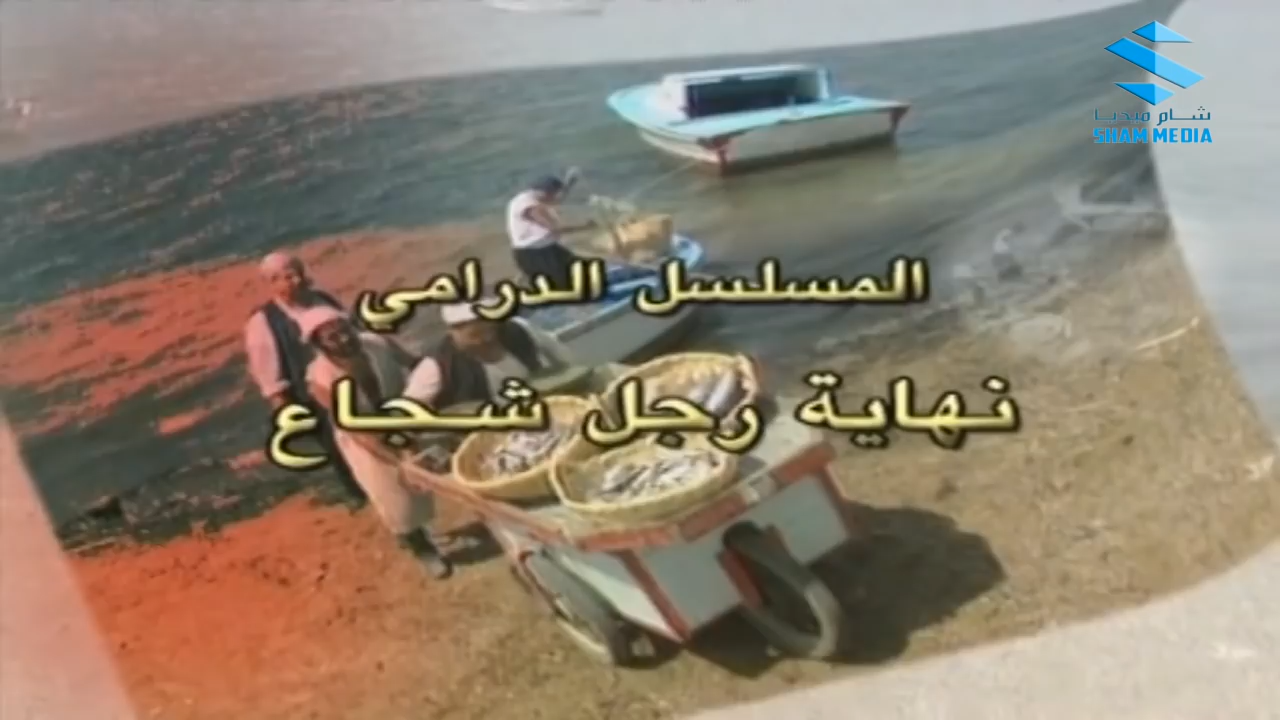 شام ميديا
SHAM MEDIA
المسلسل الدرامي
نهاية رجل شجاع